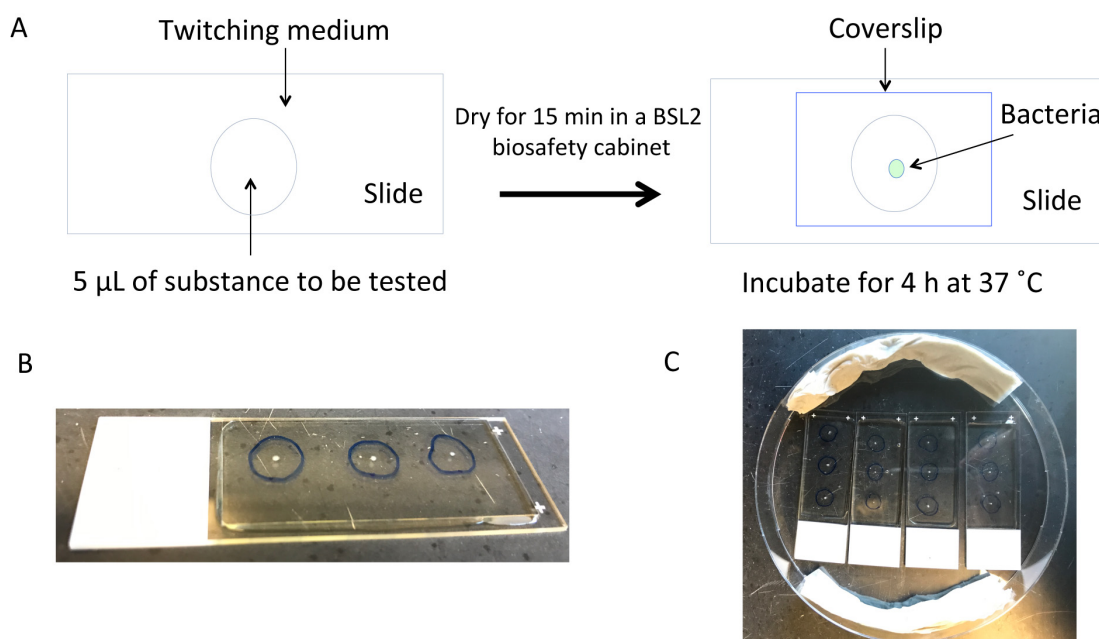 A
Twitching medium
Coverslip
Dry for 15 min in a BSL2
biosafety cabinet
Bacteria
Slide
Slide
5 µL of substance to be tested
Incubate for 4 h at 37 ˚C
B
C